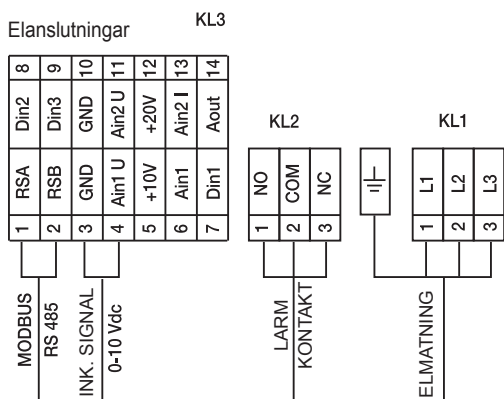 Elanslutningar
KL3
8 9 10 11 12 13 14
Din2 Din3 GND Ain2 U +20V Ain2 I Aout
RSA RSB GND Ain1 U +10V Ain1 Din1
1 2 3 4 5 6 7
MODBUS
RS 485
INK. SIGNAL
0-10 Vdc
KL2
NO COM NC
1 2 3
LARM
KONTAKT
KL1
L1 L2 L3
1 2 3
ELMATNING